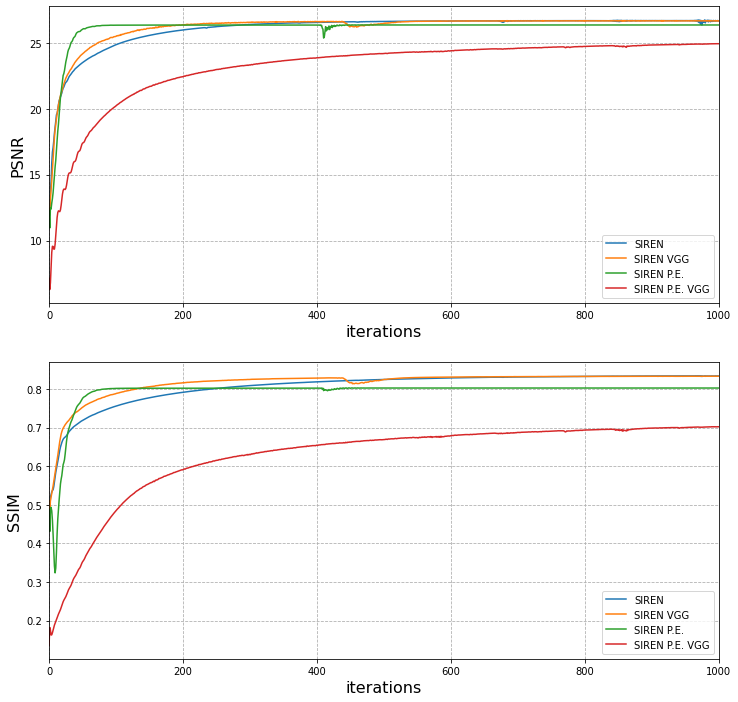 25
20
15
10
PSNR
0 200 400 600 800 1000
iterations
SIREN
SIREN VGG
SIREN P.E.
SIREN P.E. VGG
0.8
0.7
0.6
0.5
0.4
0.3
0.2
SSIM
0 200 400 600 800 1000
iterations
SIREN
SIREN VGG
SIREN P.E.
SIREN P.E. VGG